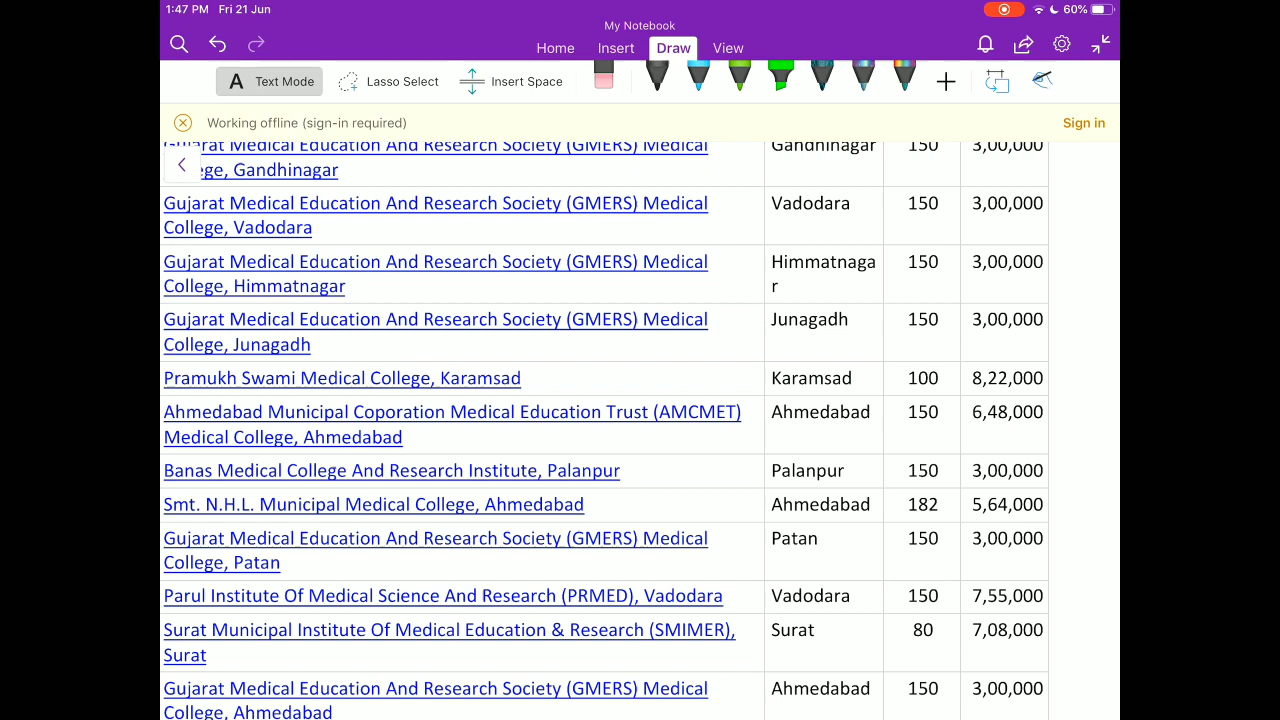 1:47 PM Fri 21 Jun
60%
My Notebook
Home Insert Draw View
A Text Mode Lasso Select Insert Space
Working offline (sign-in required) Sign in
Gujarat Medical Education And Research Society (GMERS) Medical Gandhinagar 150 3,00,000
ege, Gandhinagar
Gujarat Medical Education And Research Society (GMERS) Medical Vadodara 150 3,00,000
College, Vadodara
Gujarat Medical Education And Research Society (GMERS) Medical Himmatnaga 150 3,00,000
College, Himmatnagar r
Gujarat Medical Education And Research Society (GMERS) Medical Junagadh 150 3,00,000
College, Junagadh
Pramukh Swami Medical College, Karamsad Karamsad 100 8,22,000
Ahmedabad Municipal Coporation Medical Education Trust (AMCMET) Ahmedabad 150 6,48,000
Medical College, Ahmedabad
Banas Medical College And Research Institute, Palanpur Palanpur 150 3,00,000
Smt. N.H.L. Municipal Medical College, Ahmedabad Ahmedabad 182 5,64,000
Gujarat Medical Education And Research Society (GMERS) Medical Patan 150 3,00,000
College, Patan
Parul Institute Of Medical Science And Research (PRMED), Vadodara Vadodara 150 7,55,000
Surat Municipal Institute Of Medical Education & Research (SMIMER), Surat 80 7,08,000
Surat
Gujarat Medical Education And Research Society (GMERS) Medical Ahmedabad 150 3,00,000
College, Ahmedabad